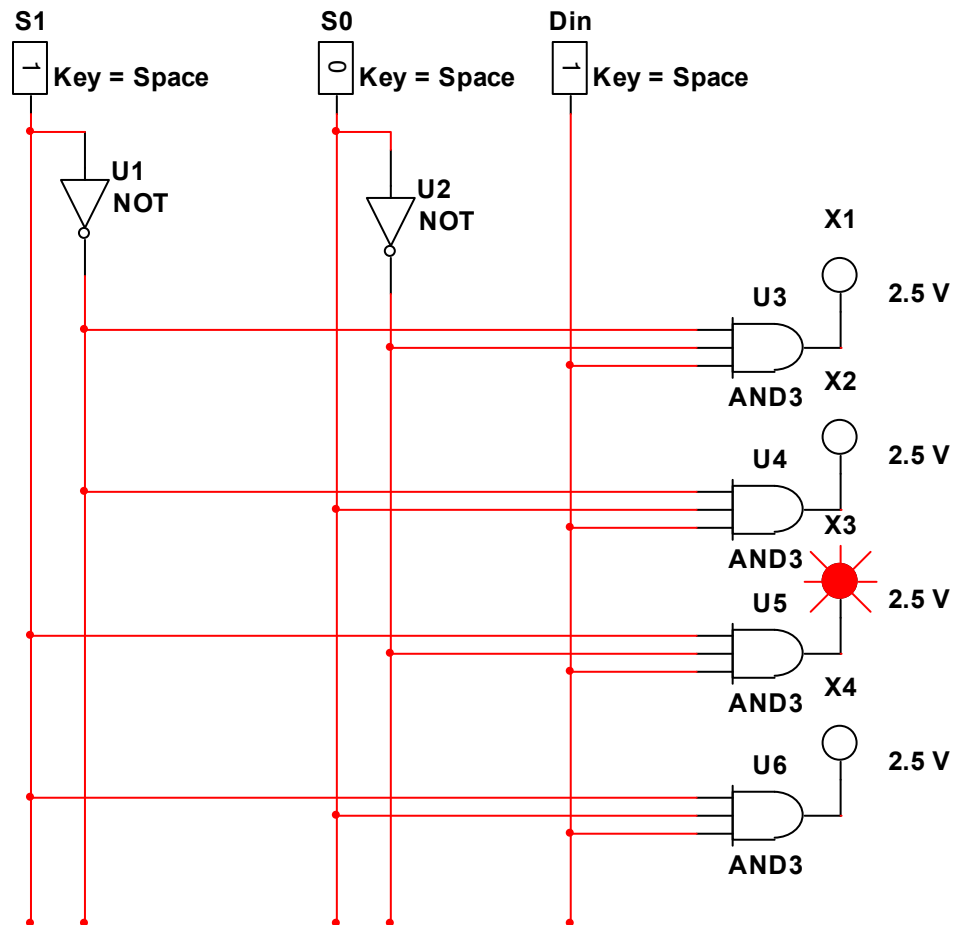 S1 S0 Din
1 Key = Space 0 Key = Space 1 Key = Space
U1
NOT
U2
NOT
X1
U3
2.5 V
AND3
X2
U4
2.5 V
AND3
X3
U5
2.5 V
AND3
X4
U6
2.5 V
AND3